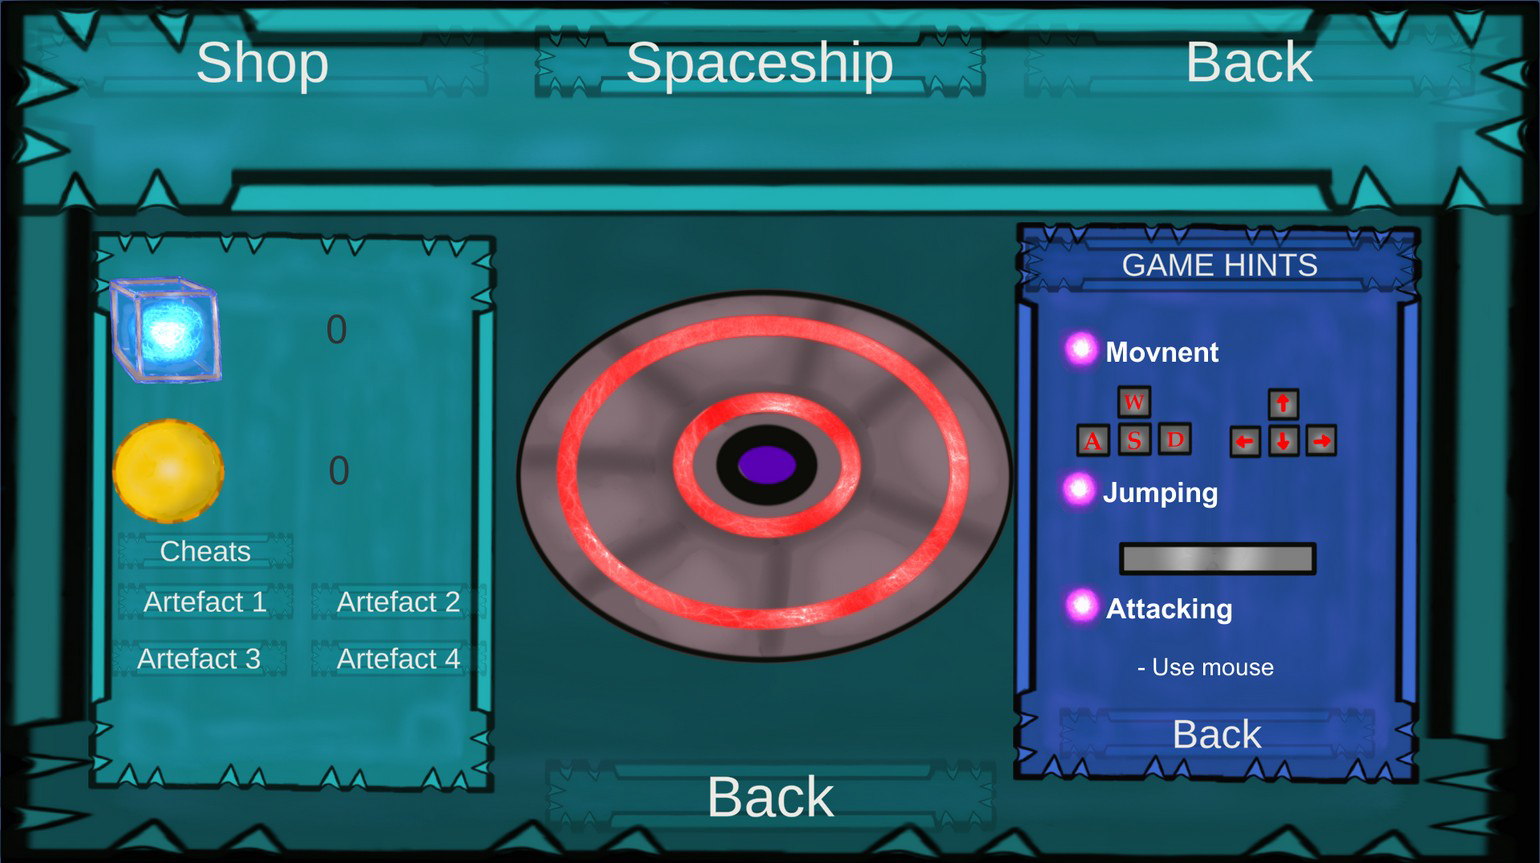 Shop
Spaceship
Back
0
0
Cheats
Artefact 1
Artefact 2
Artefact 3
Artefact 4
Back
GAME HINTS
Movnent
W
A S D
Jumping
Attacking
- Use mouse
Back